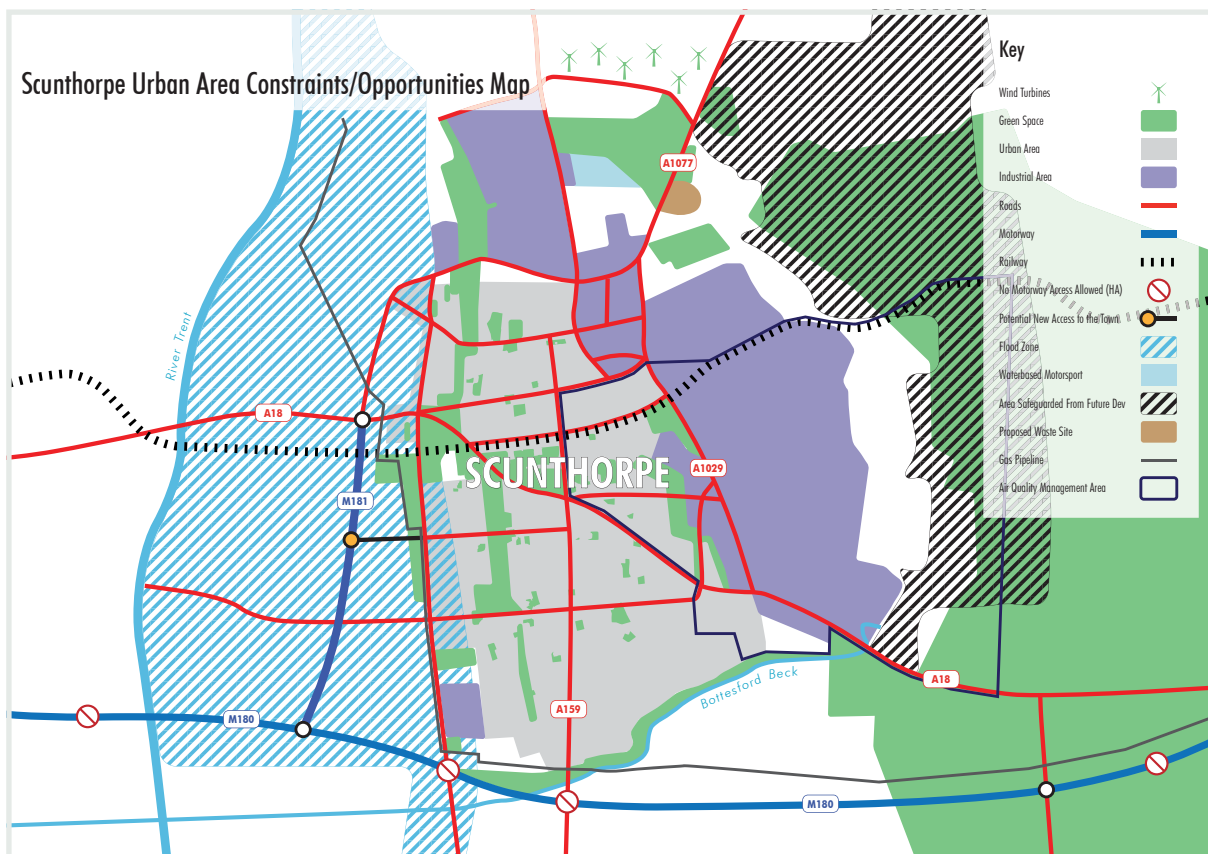 Scunthorpe Urban Area Constraints/Opportunities Map
Key
Wind Turbines
Green Space
Urban Area
Industrial Area
Roads
Motorway
Railway
No Motorway Access Allowed (HA)
Potential New Access to the Town
Flood Zone
Waterbased Motorsport
Area Safeguarded From Future Dev
Proposed Waste Site
Gas Pipeline
Air Quality Management Area
A1077
River Trent
A18
SCUNTHORPE
A1029
M181
Bottesford Beck
A18
A159
M180
M180